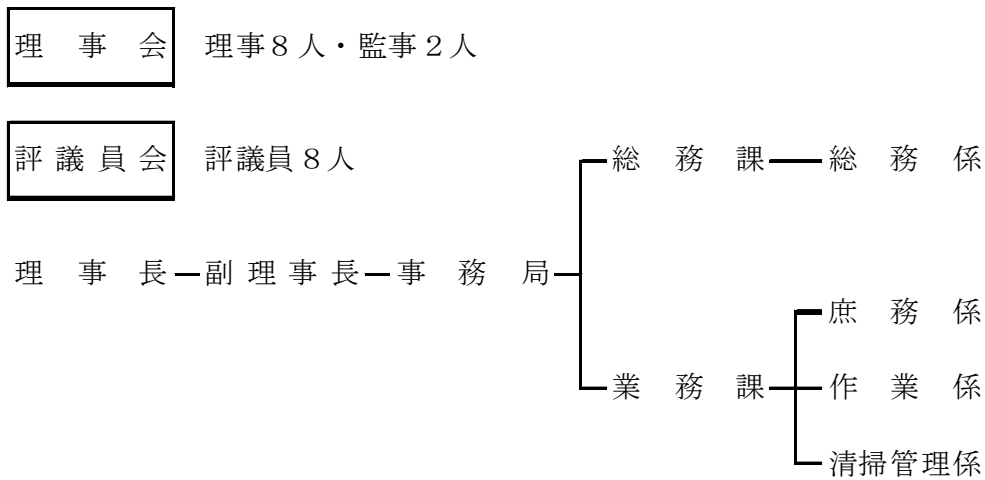 理事会 理事８人・監事２人
評議員会 評議員８人
総務課 総務係
理事長 副理事長 事務局
庶務係
業務課 作業係
清掃管理係